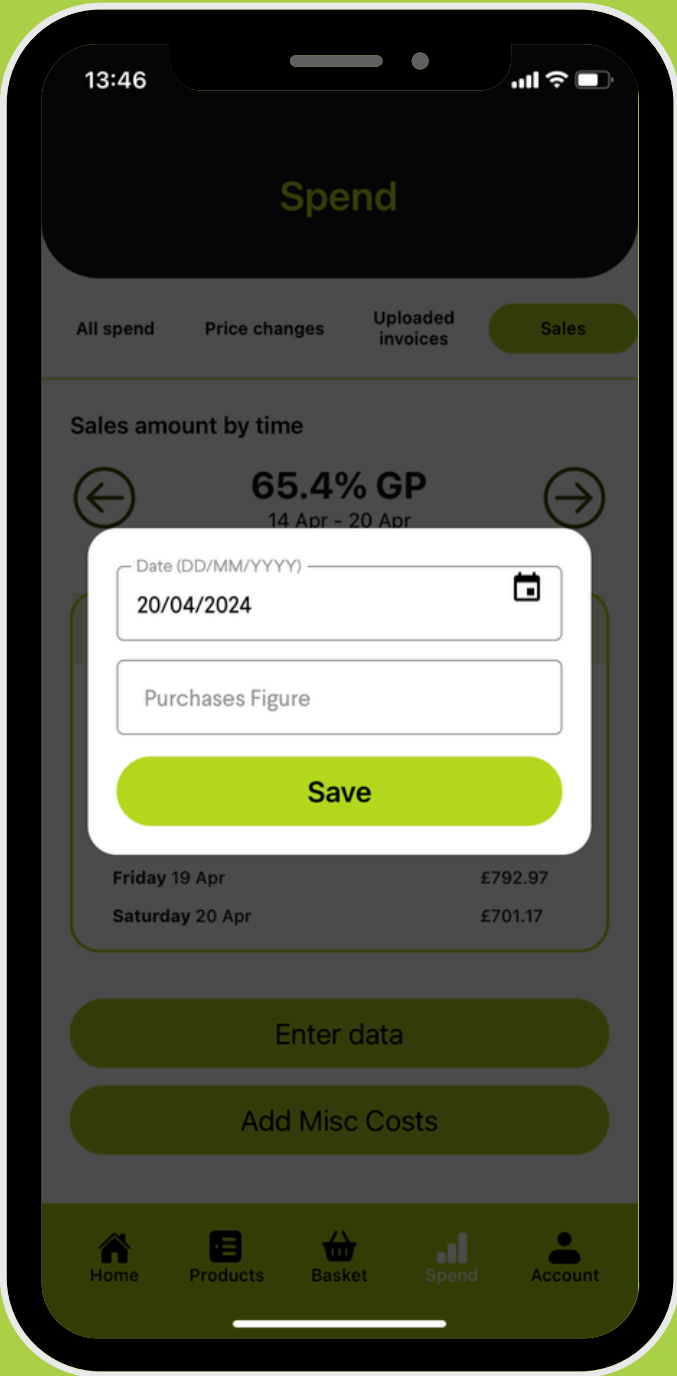 13:46
Spend
All spend
Price changes
Uploaded
invoices
Sales
Sales amount by time
65.4% GP
14 Apr - 20 Apr
Date (DD/MM/YYYY)
20/04/2024
Purchases Figure
Save
Friday 19 Apr £792.97
Saturday 20 Apr £701.17
Enter data
Add Misc Costs
Home Products Basket Spend Account